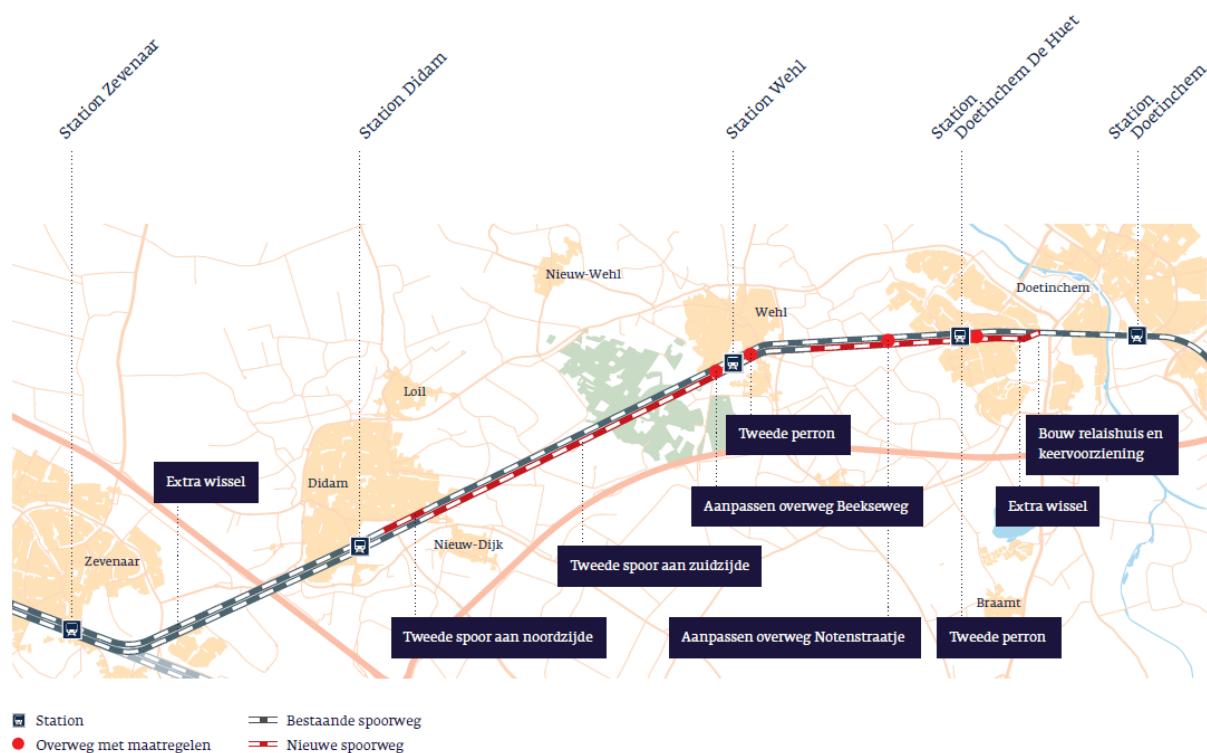 Station Zevenaar
Station Didam
Station Wehl
Station
Doetinchem De Huet
Station
Doetinchem
Nieuw-Wehl
Doetinchem
Wehl
Loil
Tweede perron
Bouw relaishuis en
keervoorziening
Extra wissel
Didam
Aanpassen overweg Beekseweg
Extra wissel
Nieuw-Dijk
Zevenaar
Tweede spoor aan zuidzijde
Braamt
Tweede spoor aan noordzijde
Aanpassen overweg Notenstraatje
Tweede perron
Station
Bestaande spoorweg
Overweg met maatregelen
Nieuwe spoorweg